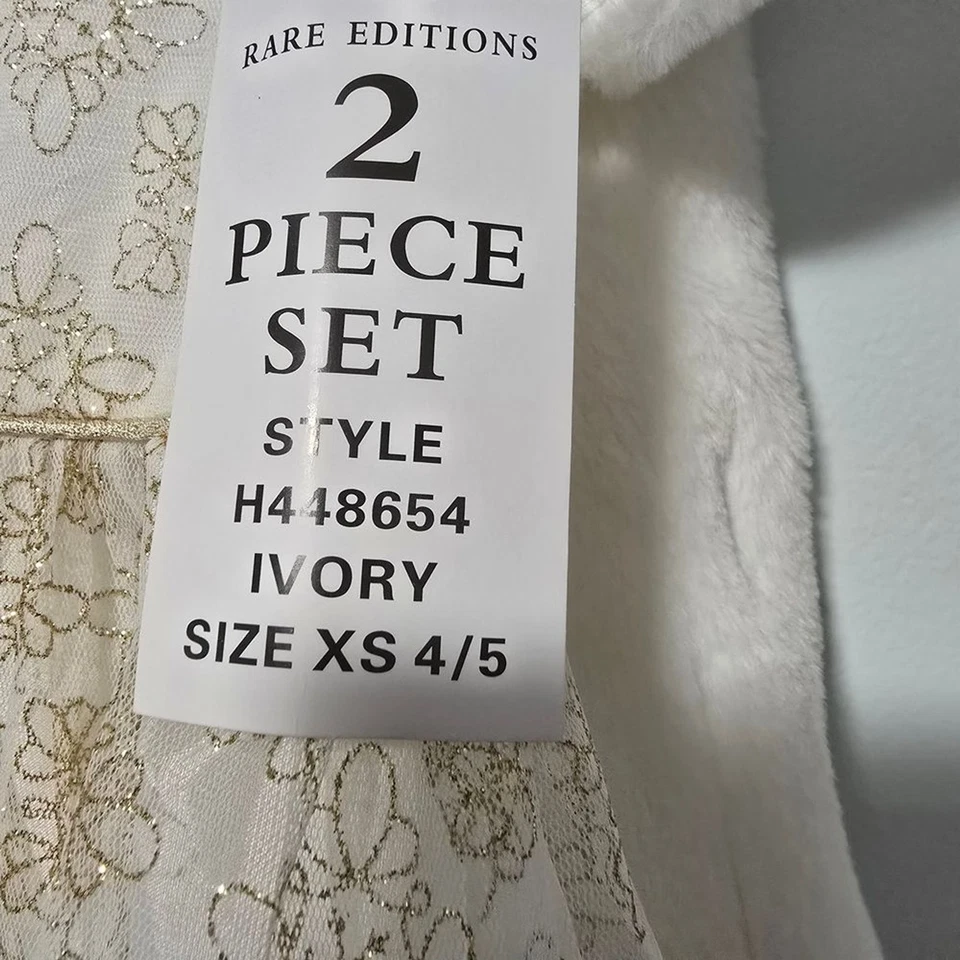 RARE EDITIONS
2
PIECE
SET
STYLE
H448654
IVORY
SIZE XS 4/5